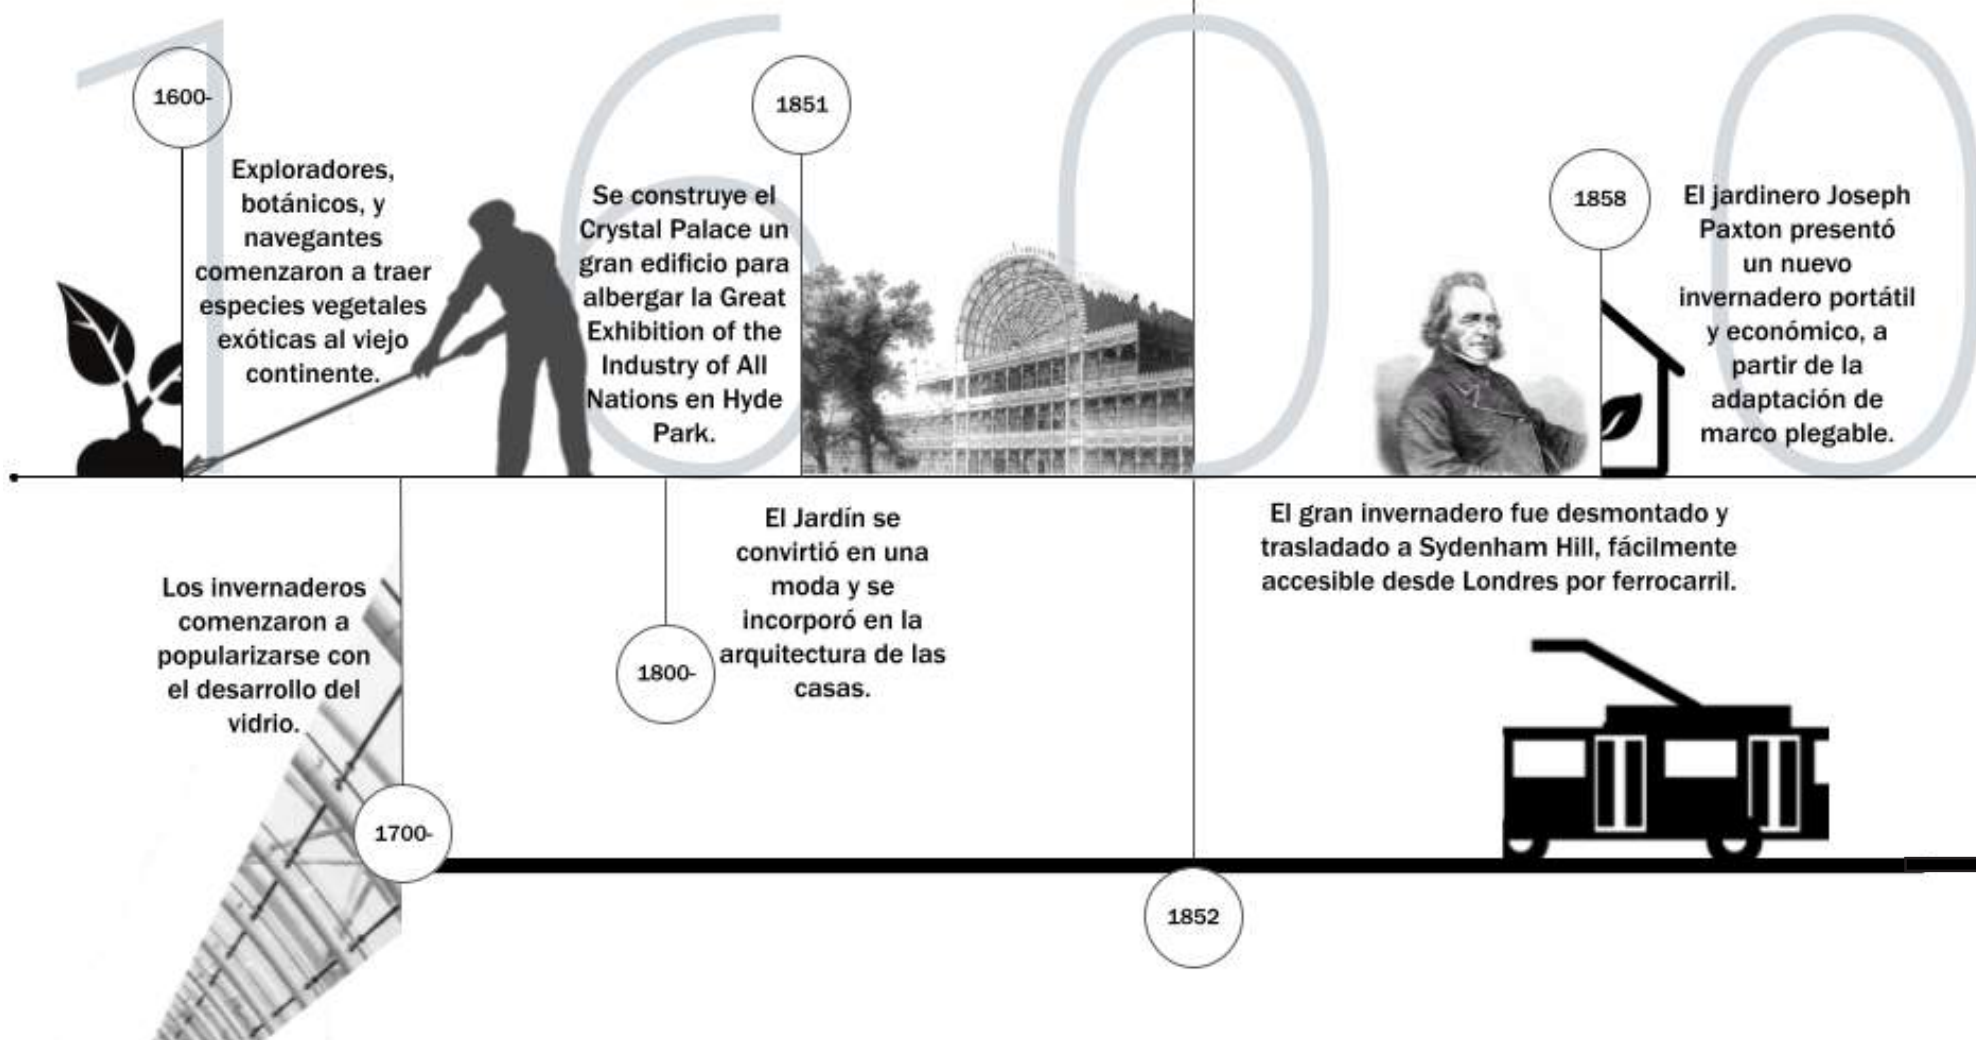 1600
1600-
Exploradores,
botánicos, y
navegantes
comenzaron a traer
especies vegetales
exóticas al viejo
continente.
1851
Se construye el
Crystal Palace un
gran edificio para
albergar la Great
Exhibition of the
Industry of All
Nations en Hyde
Park.
1858
El jardinero Joseph
Paxton presentó
un nuevo
invernadero portátil
y económico, a
partir de la
adaptación de
marco plegable.
Los invernaderos
comenzaron a
popularizarse con
el desarrollo del
vidrio.
1700-
El Jardín se
convirtió en una
moda y se
incorporó en la
arquitectura de las
casas.
1800-
El gran invernadero fue desmontado y
trasladado a Sydenham Hill, fácilmente
accesible desde Londres por ferrocarril.
1852